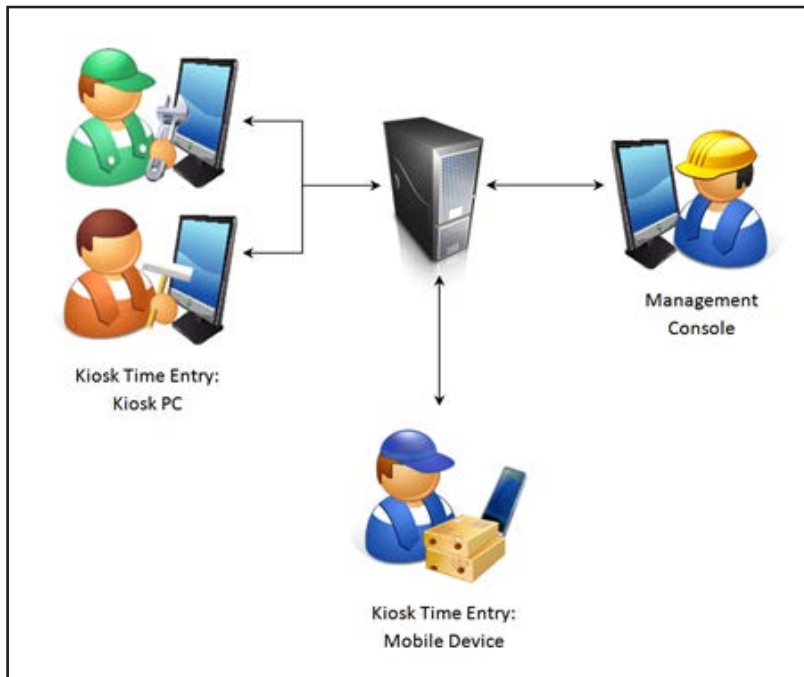 Management
Console
Kiosk Time Entry:
Kiosk PC
Kiosk Time Entry:
Mobile Device